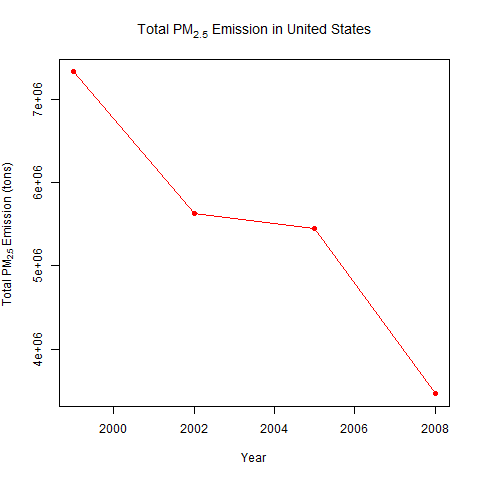 Total PM2.5 Emission in United States
Total PM2.5 Emission (tons)
7e+06
6e+06
5e+06
4e+06
2000 2002 2004 2006 2008
Year